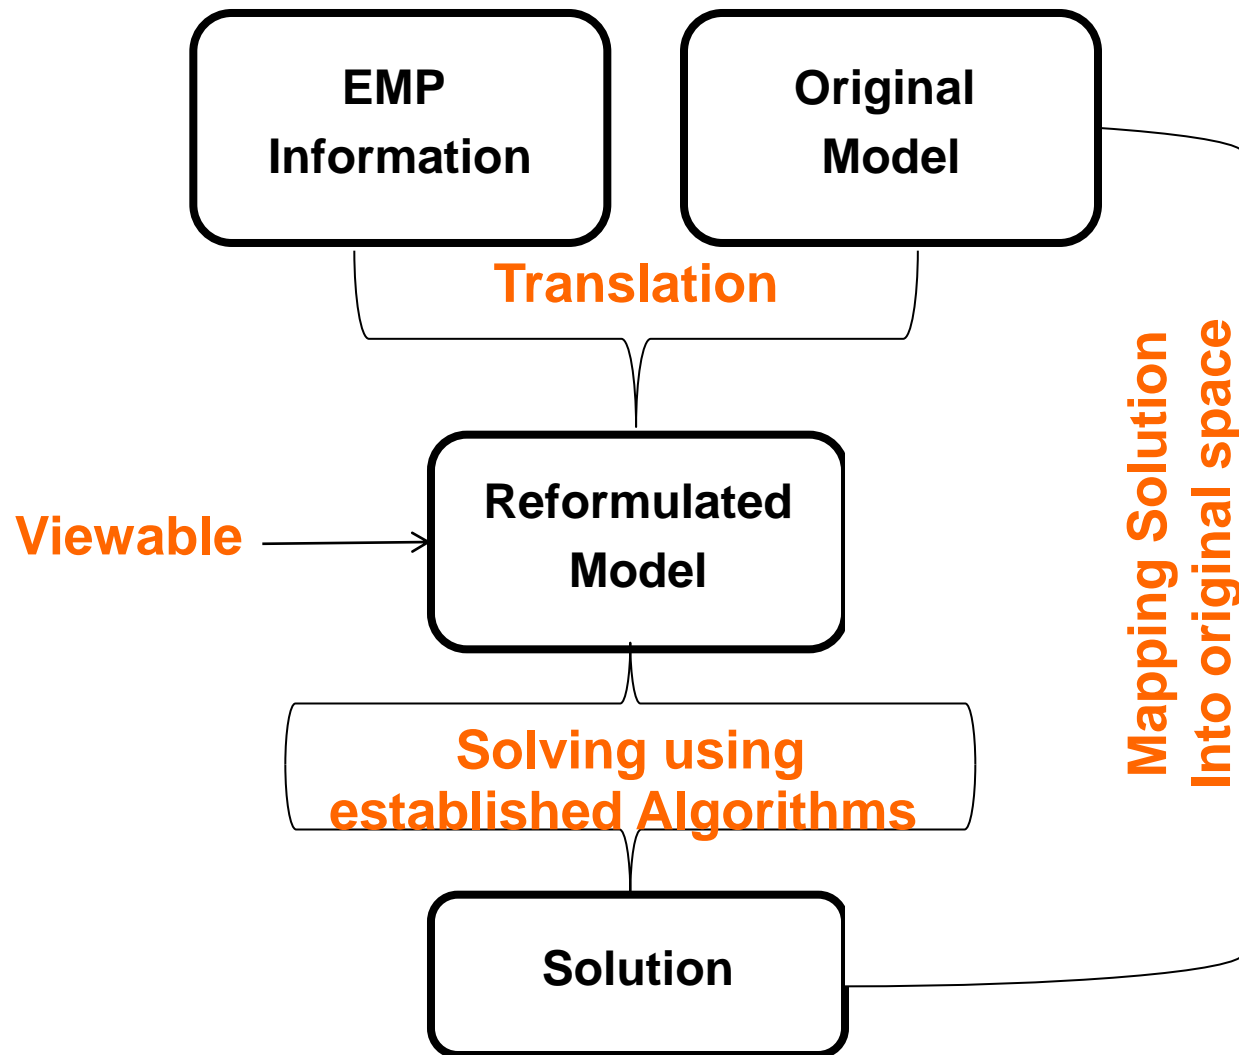 EMP
Information
Original
Model
Translation
Reformulated
Model
Viewable
Mapping Solution
Into original space
Solving using
established Algorithms
Solution